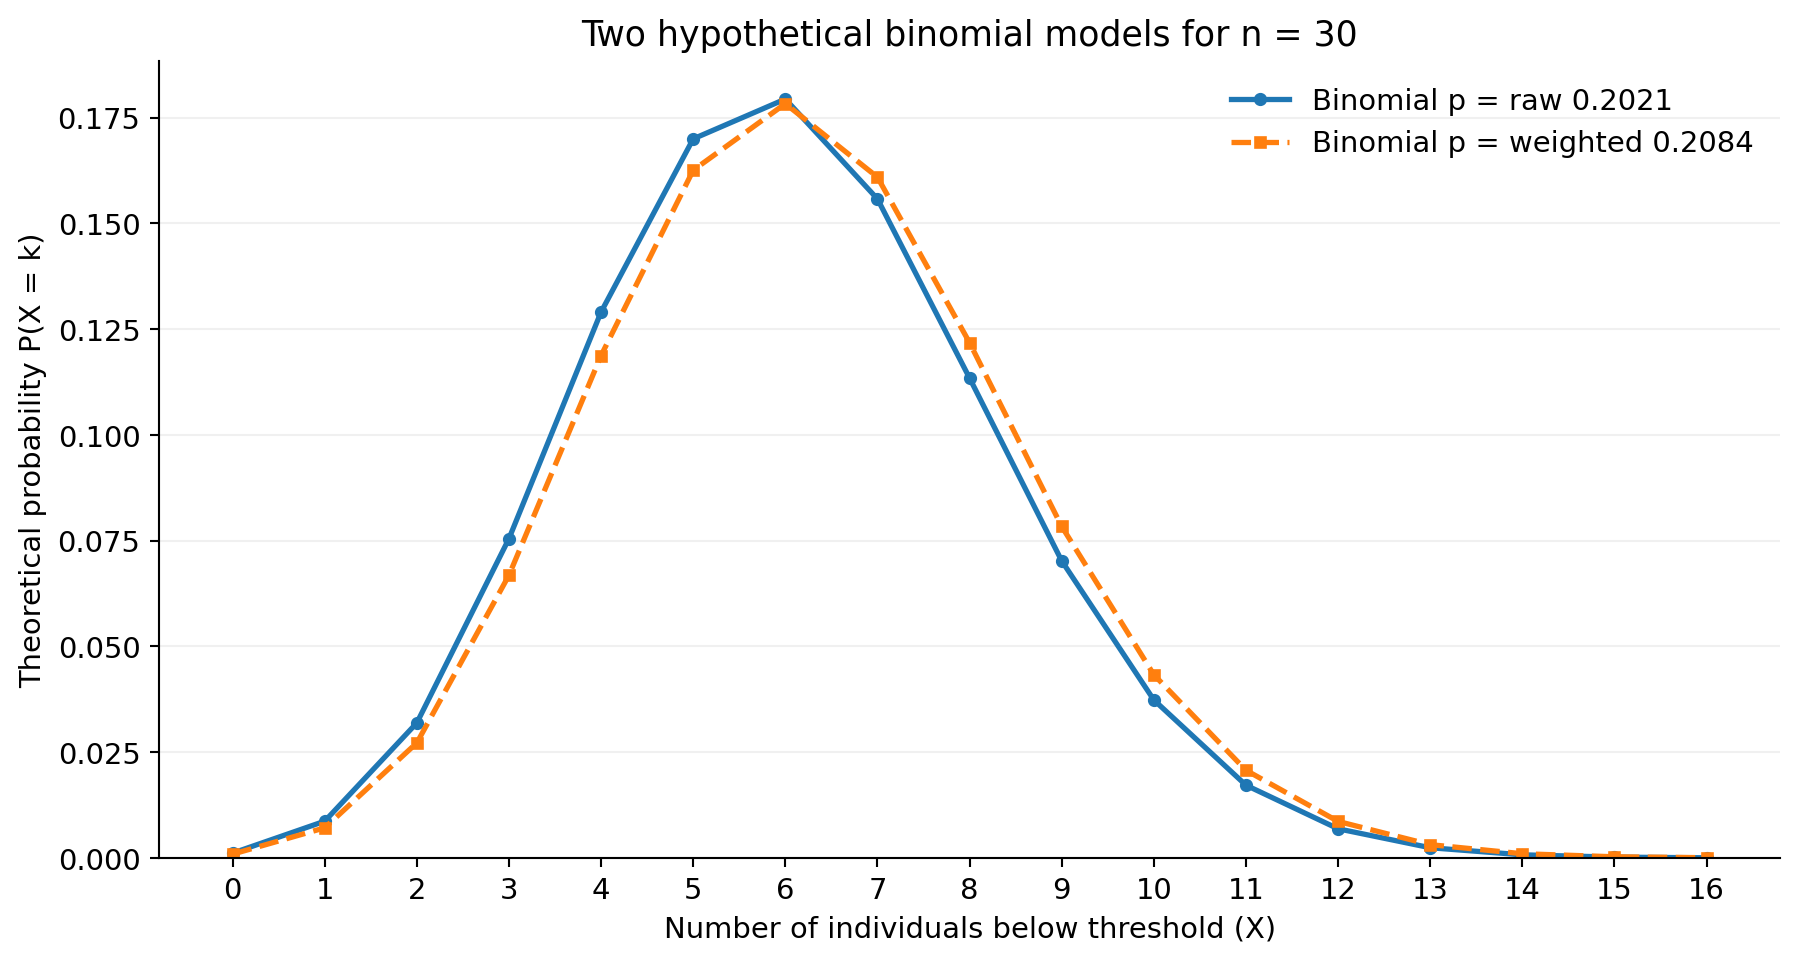 Two hypothetical binomial models for n = 30
Binomial p = raw 0.2021
Binomial p = weighted 0.2084
Theoretical probability P(X = k)
0.175
0.150
0.125
0.100
0.075
0.050
0.025
0.000
0 1 2 3 4 5 6 7 8 9 10 11 12 13 14 15 16
Number of individuals below threshold (X)